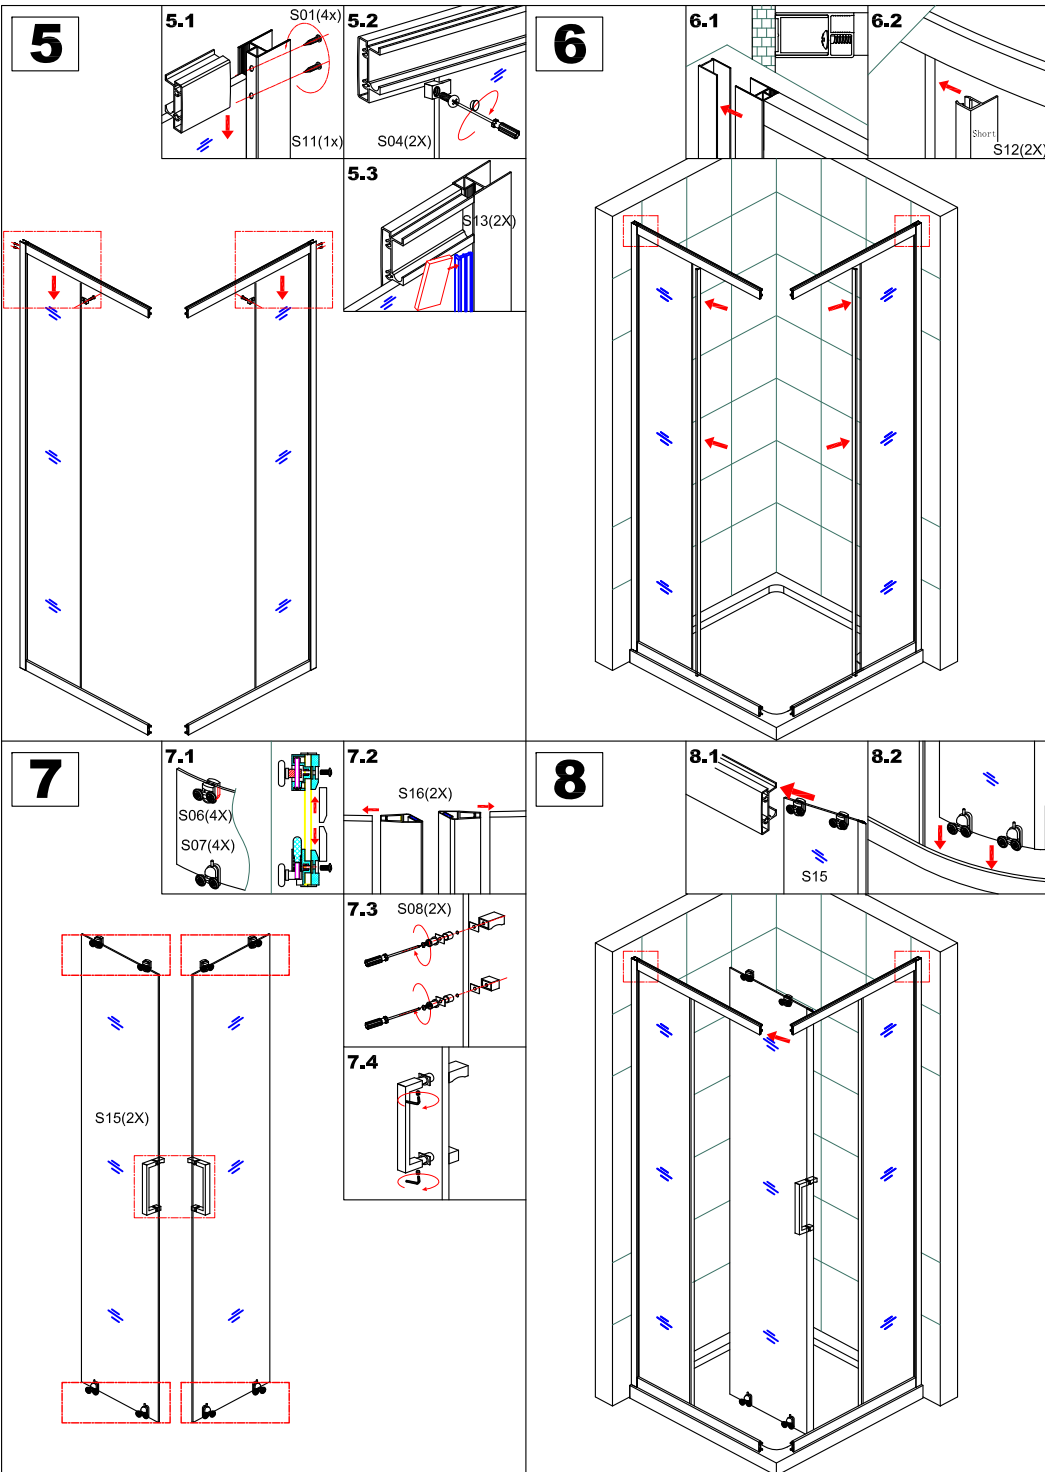 5
5.1
S01(4x)
S11(1x)
5.2
S04(2X)
5.3
S13(2X)
6
6.1
6.2
Short
S12(2X)
7
7.1
S06(4X)
S07(4X)
7.2
S16(2X)
7.3
S08(2X)
7.4
S15(2X)
8
8.1
S15
8.2